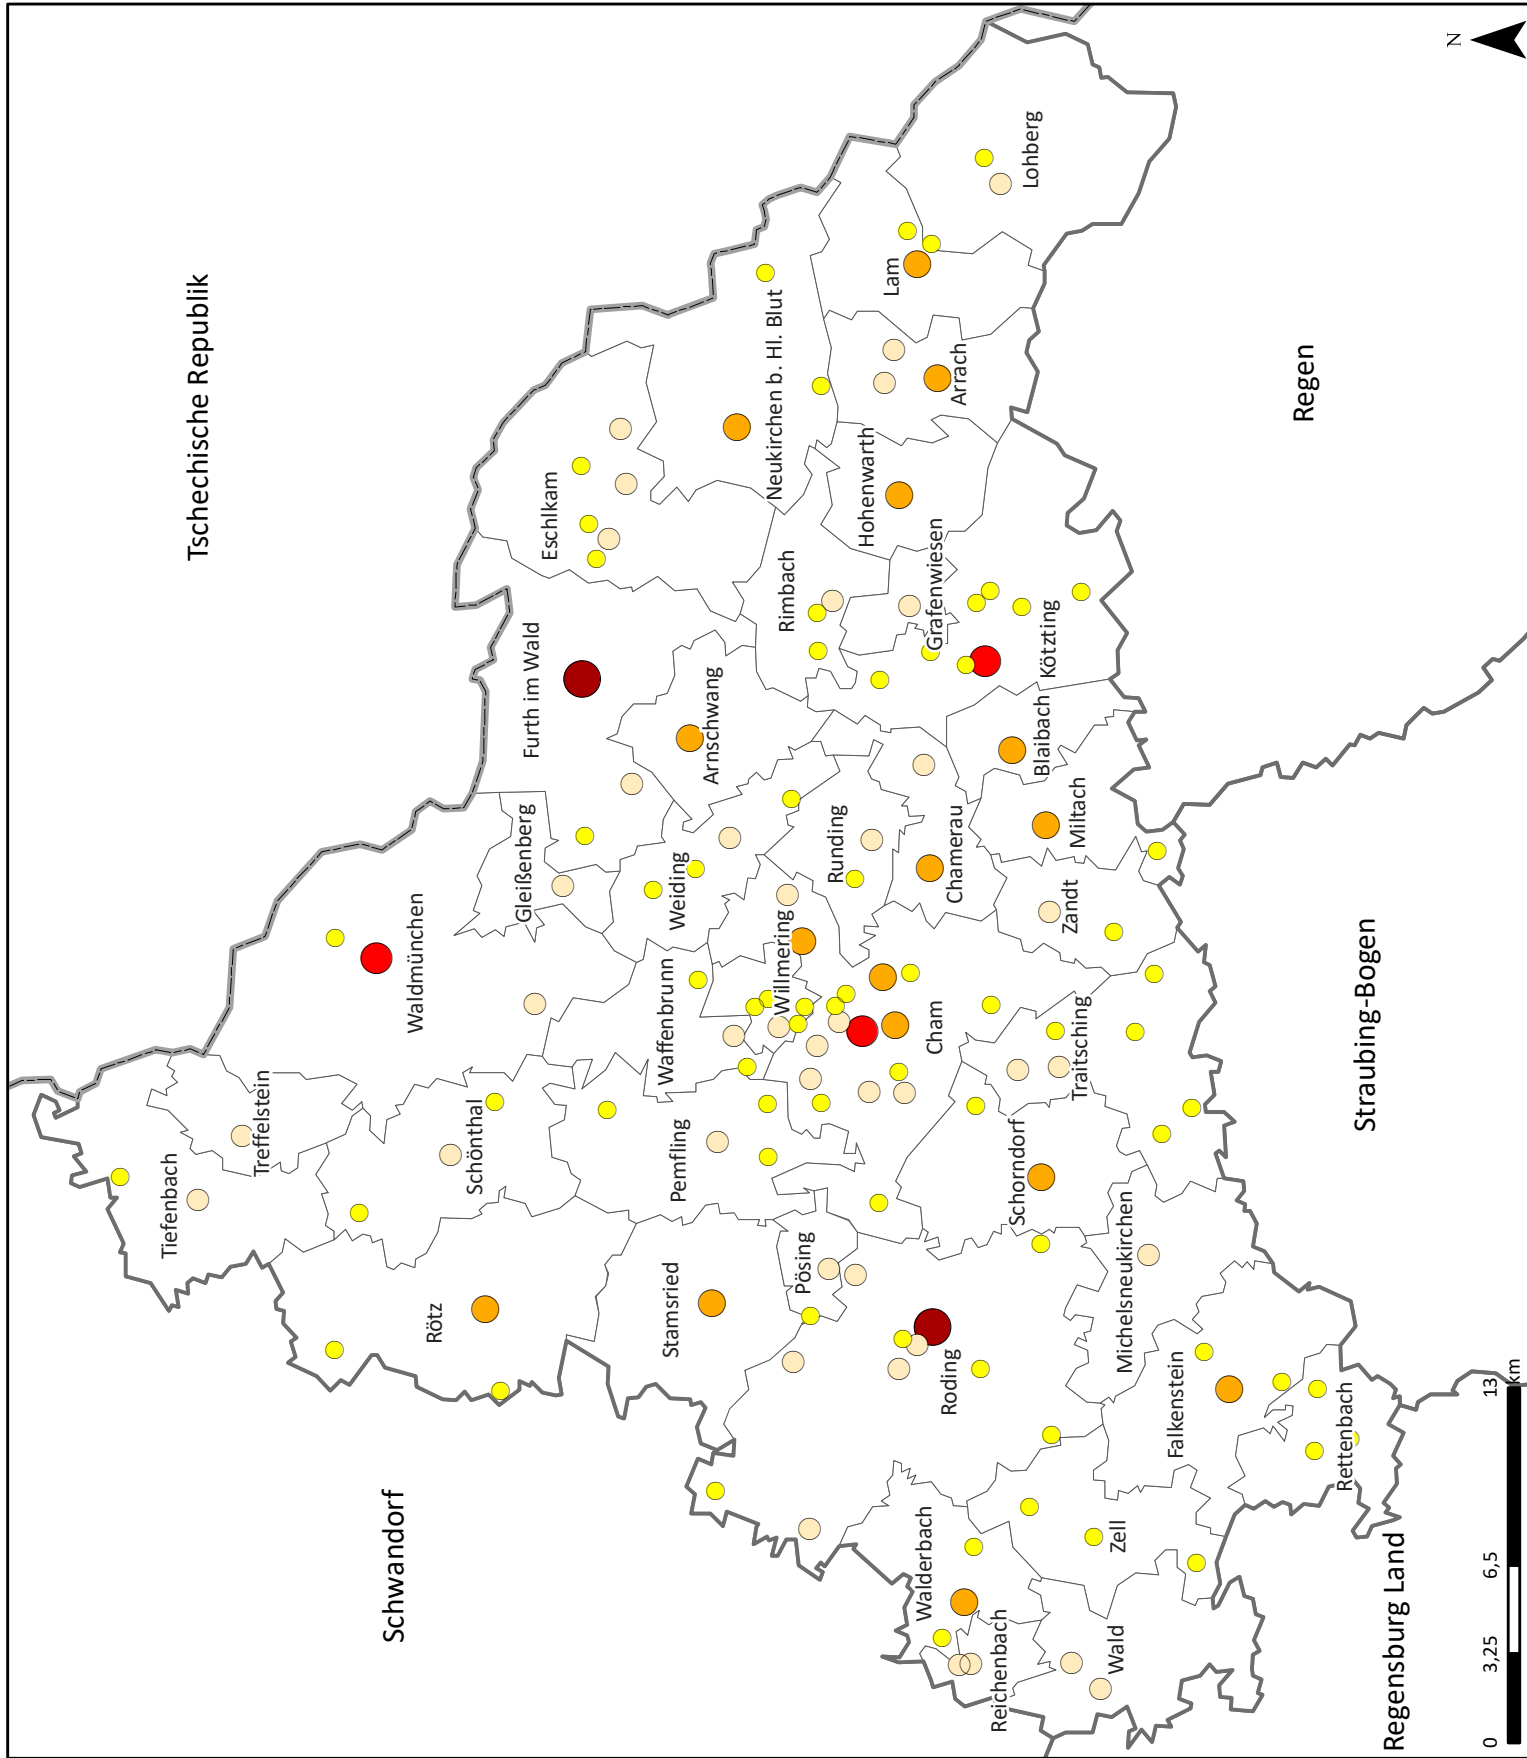 Tschechische Republik
Schwandorf
Regen
Straubing-Bogen
Regensburg Land
Tiefenbach
Treffelstein
Waldmünchen
Gleißenberg
Furth im Wald
Eschlkam
Neukirchen b. Hl. Blut
Lam
Lohberg
Arrach
Hohenwarth
Grafenwiesen
Rimbach
Kötzting
Arnschwang
Blaibach
Miltach
Weiding
Runding
Chamerau
Zandt
Willmering
Waffenbrunn
Cham
Traitsching
Schönthal
Pemfling
Schorndorf
Rötz
Stamsried
Pösing
Roding
Michelsneukirchen
Falkenstein
Rettenbach
Zell
Walderbach
Reichenbach
Wald
N
0 3,25 6,5 13
km